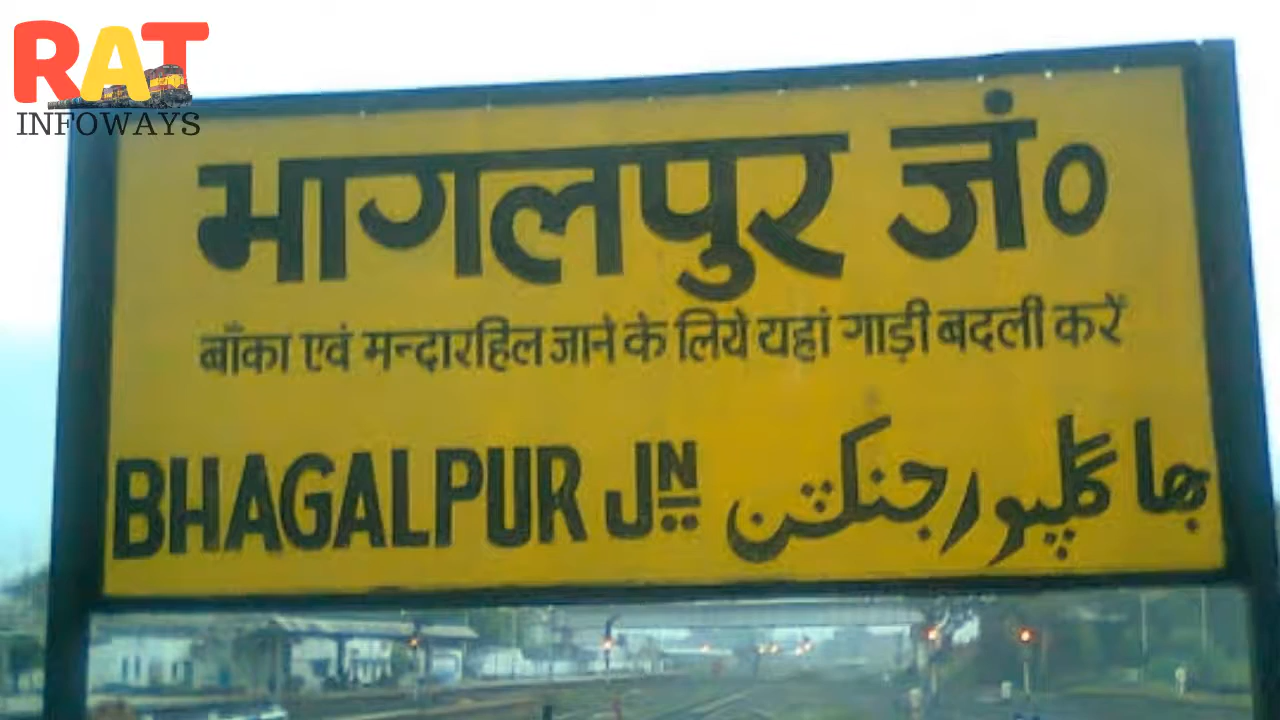 RAT
INFOWAYS
भागलपुर जं०
बाँका एवं मन्दारहिल जाने के लिये यहां गाड़ी बदली करें
BHAGALPUR JN بھاگلپور جنکشن